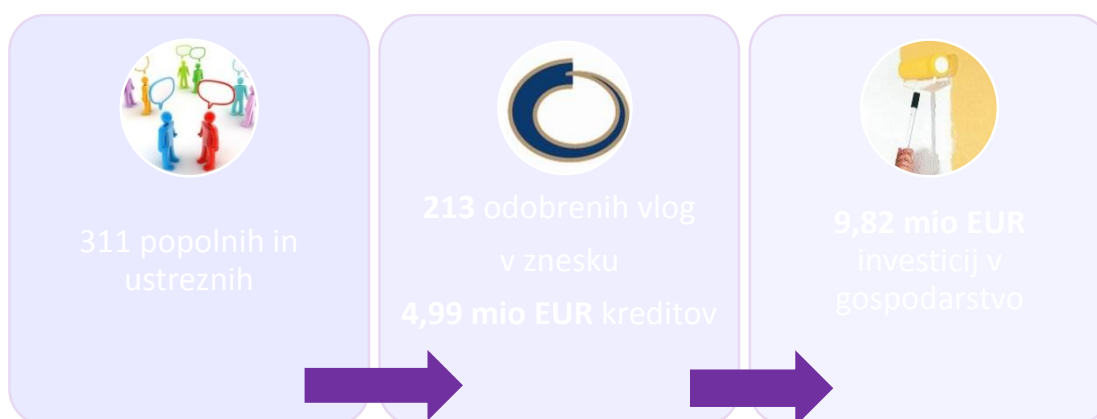 311 popolnih in
ustreznih
213 odobrenih vlog
v znesku
4,99 mio EUR kreditov
9,82 mio EUR
investicij v
gospodarstvo